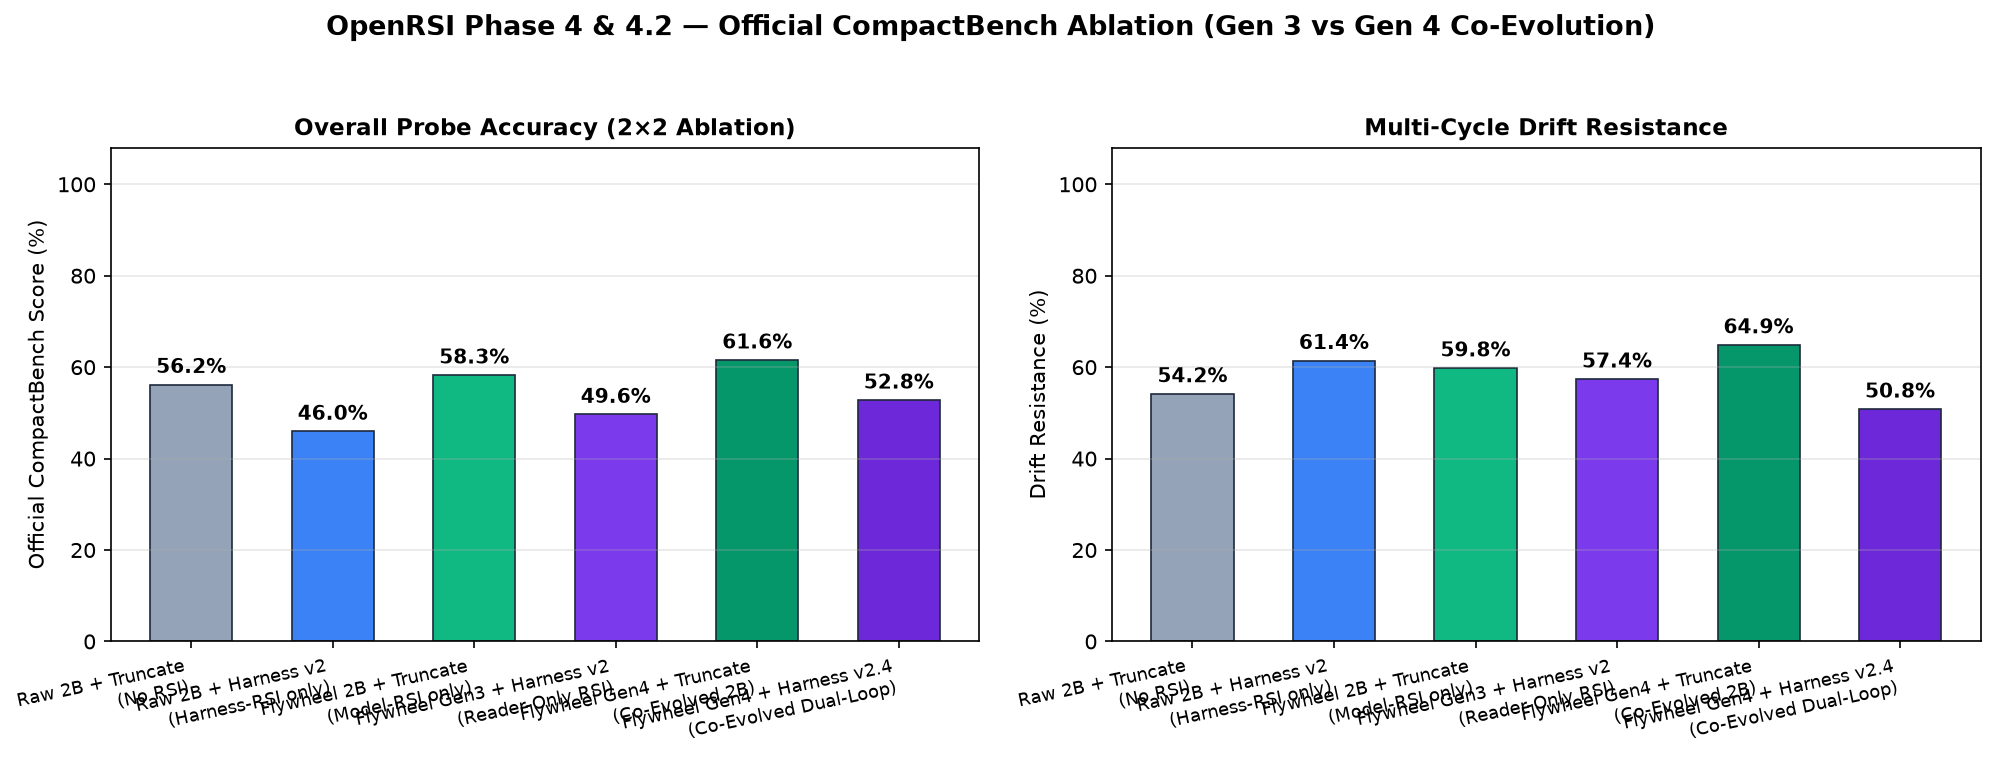 OpenRSI Phase 4 & 4.2 — Official CompactBench Ablation (Gen 3 vs Gen 4 Co-Evolution)
Overall Probe Accuracy (2×2 Ablation)
Official CompactBench Score (%)
100
80
60
40
20
0
56.2%
46.0%
58.3%
49.6%
61.6%
52.8%
Raw 2B + Truncate
(No RSI)
Raw 2B + Harness v2
(Harness-RSI only)
Flywheel 2B + Truncate
(Model-RSI only)
Flywheel Gen3 + Harness v2
(Reader-Only RSI)
Flywheel Gen4 + Truncate
(Co-Evolved 2B)
Flywheel Gen4 + Harness v2.4
(Co-Evolved Dual-Loop)
Multi-Cycle Drift Resistance
Drift Resistance (%)
100
80
60
40
20
0
54.2%
61.4%
59.8%
57.4%
64.9%
50.8%
Raw 2B + Truncate
(No RSI)
Raw 2B + Harness v2
(Harness-RSI only)
Flywheel 2B + Truncate
(Model-RSI only)
Flywheel Gen3 + Harness v2
(Reader-Only RSI)
Flywheel Gen4 + Truncate
(Co-Evolved 2B)
Flywheel Gen4 + Harness v2.4
(Co-Evolved Dual-Loop)